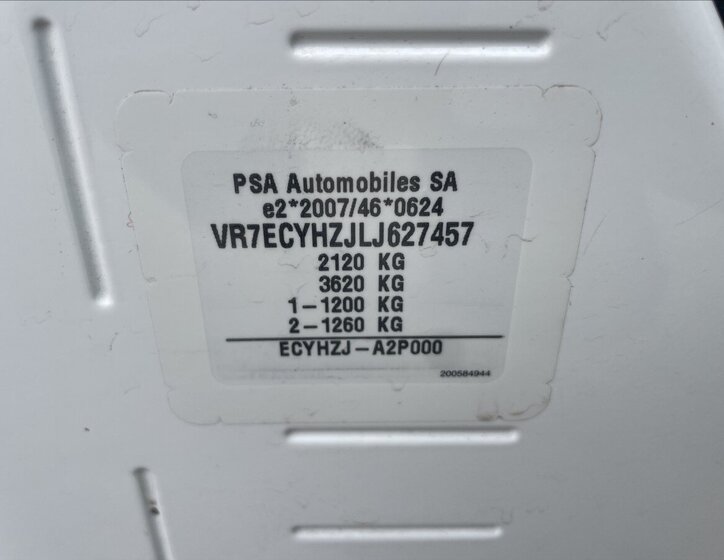 PSA Automobiles SA
e2*2007/46*0624
VR7ECYHZJLJ627457
2120 KG
3620 KG
1-1200 KG
2-1260 KG
ECYHZJ-A2P000
200584944